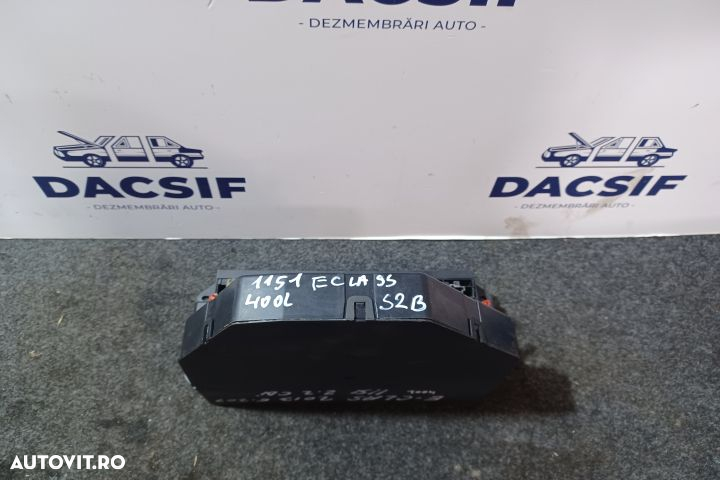 DACSIF
- DEZMEMBRĂRI AUTO -
DACSIF
- DEZMEMBRĂRI AUTO -
DACSIF
DEZMEMBRĂRI AUTO
1151 ECLASS
400L S2B
AUTOVIT.RO